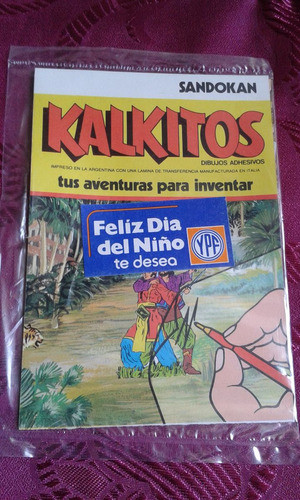 SANDOKAN
KALKITOS
DIBUJOS ADHESIVOS
IMPRESO EN LA ARGENTINA CON UNA LAMINA DE TRANSFERENCIA MANUFACTURADA EN ITALIA
tus aventuras para inventar
Felíz Dia
del Niño
te desea
YPF